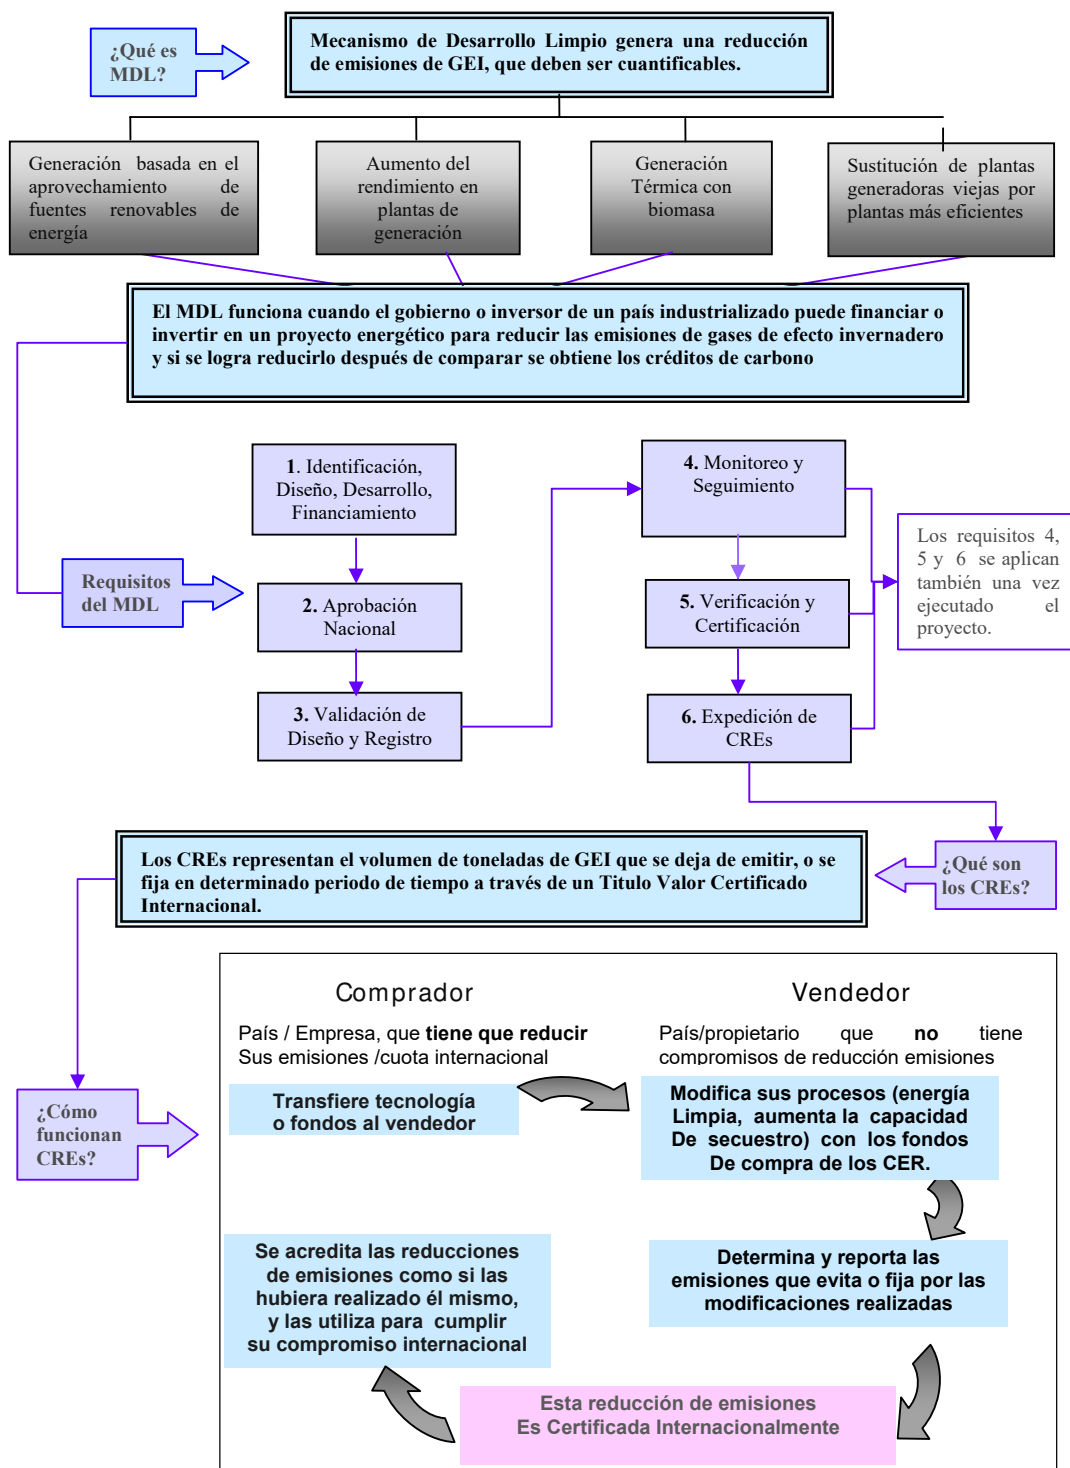 ¿Qué es
MDL?
Mecanismo de Desarrollo Limpio genera una reducción
de emisiones de GEI, que deben ser cuantificables.
Generación basada en el
aprovechamiento de
fuentes renovables de
energía
Aumento del
rendimiento en
plantas de
generación
Generación
Térmica con
biomasa
Sustitución de plantas
generadoras viejas por
plantas más eficientes
El MDL funciona cuando el gobierno o inversor de un país industrializado puede financiar o
invertir en un proyecto energético para reducir las emisiones de gases de efecto invernadero
y si se logra reducirlo después de comparar se obtiene los créditos de carbono
Requisitos
del MDL
1. Identificación,
Diseño, Desarrollo,
Financiamiento
2. Aprobación
Nacional
3. Validación de
Diseño y Registro
4. Monitoreo y
Seguimiento
5. Verificación y
Certificación
6. Expedición de
CREs
Los requisitos 4,
5 y 6 se aplican
también una vez
ejecutado el
proyecto.
¿Qué son
los CREs?
Los CREs representan el volumen de toneladas de GEI que se deja de emitir, o se
fija en determinado periodo de tiempo a través de un Titulo Valor Certificado
Internacional.
¿Cómo
funcionan
CREs?
Comprador
País / Empresa, que tiene que reducir
Sus emisiones /cuota internacional
Transfiere tecnología
o fondos al vendedor
Vendedor
País/propietario que no tiene
compromisos de reducción emisiones
Modifica sus procesos (energía
Limpia, aumenta la capacidad
De secuestro) con los fondos
De compra de los CER.
Determina y reporta las
emisiones que evita o fija por las
modificaciones realizadas
Esta reducción de emisiones
Es Certificada Internacionalmente
Se acredita las reducciones
de emisiones como si las
hubiera realizado él mismo,
y las utiliza para cumplir
su compromiso internacional